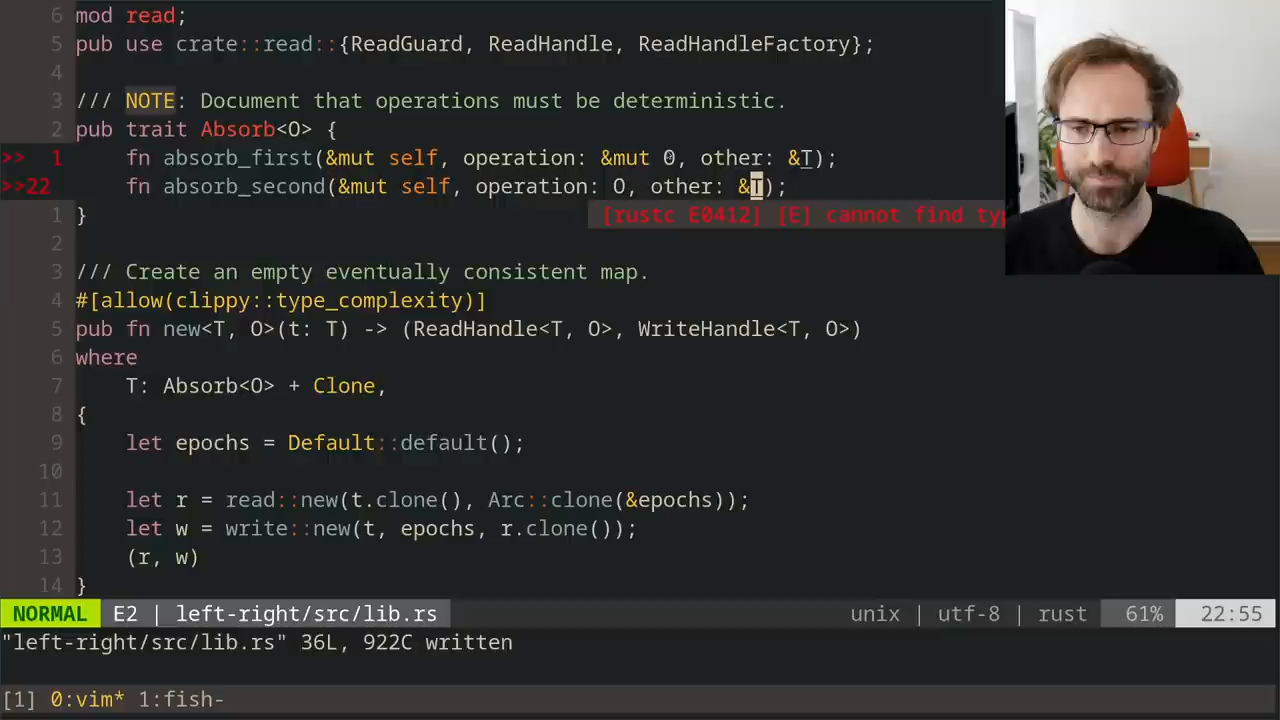 6 mod read;
5 pub use crate::read::{ReadGuard, ReadHandle, ReadHandleFactory};
4
3 /// NOTE: Document that operations must be deterministic.
2 pub trait Absorb<O> {
>> 1 fn absorb_first(&mut self, operation: &mut O, other: &T);
>>22 fn absorb_second(&mut self, operation: O, other: &T);
1 }
[rustc E0412] [E] cannot find typ
2
3 /// Create an empty eventually consistent map.
4 #[allow(clippy::type_complexity)]
5 pub fn new<T, O>(t: T) -> (ReadHandle<T, O>, WriteHandle<T, O>)
6 where
7 T: Absorb<O> + Clone,
8 {
9 let epochs = Default::default();
10
11 let r = read::new(t.clone(), Arc::clone(&epochs));
12 let w = write::new(t, epochs, r.clone());
13 (r, w)
14 }
NORMAL E2 | left-right/src/lib.rs unix | utf-8 | rust 61% 22:55
"left-right/src/lib.rs" 36L, 922C written
[1] 0:vim* 1:fish-